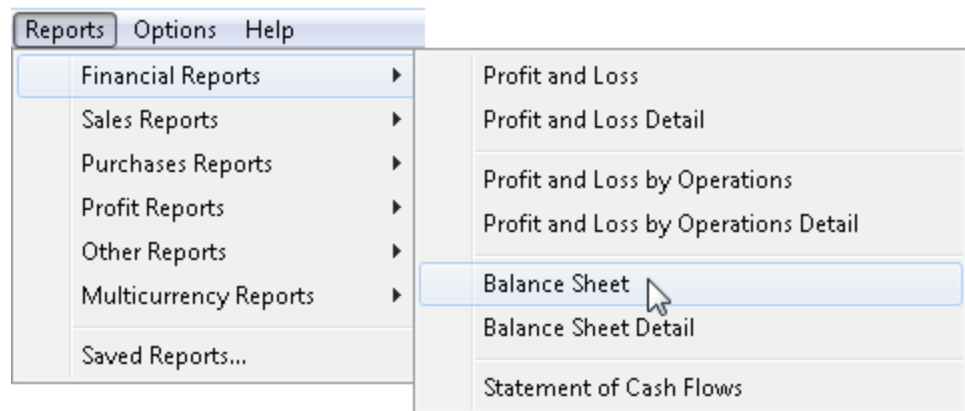 Reports Options Help
Financial Reports
Sales Reports
Purchases Reports
Profit Reports
Other Reports
Multicurrency Reports
Saved Reports...
Profit and Loss
Profit and Loss Detail
Profit and Loss by Operations
Profit and Loss by Operations Detail
Balance Sheet
Balance Sheet Detail
Statement of Cash Flows